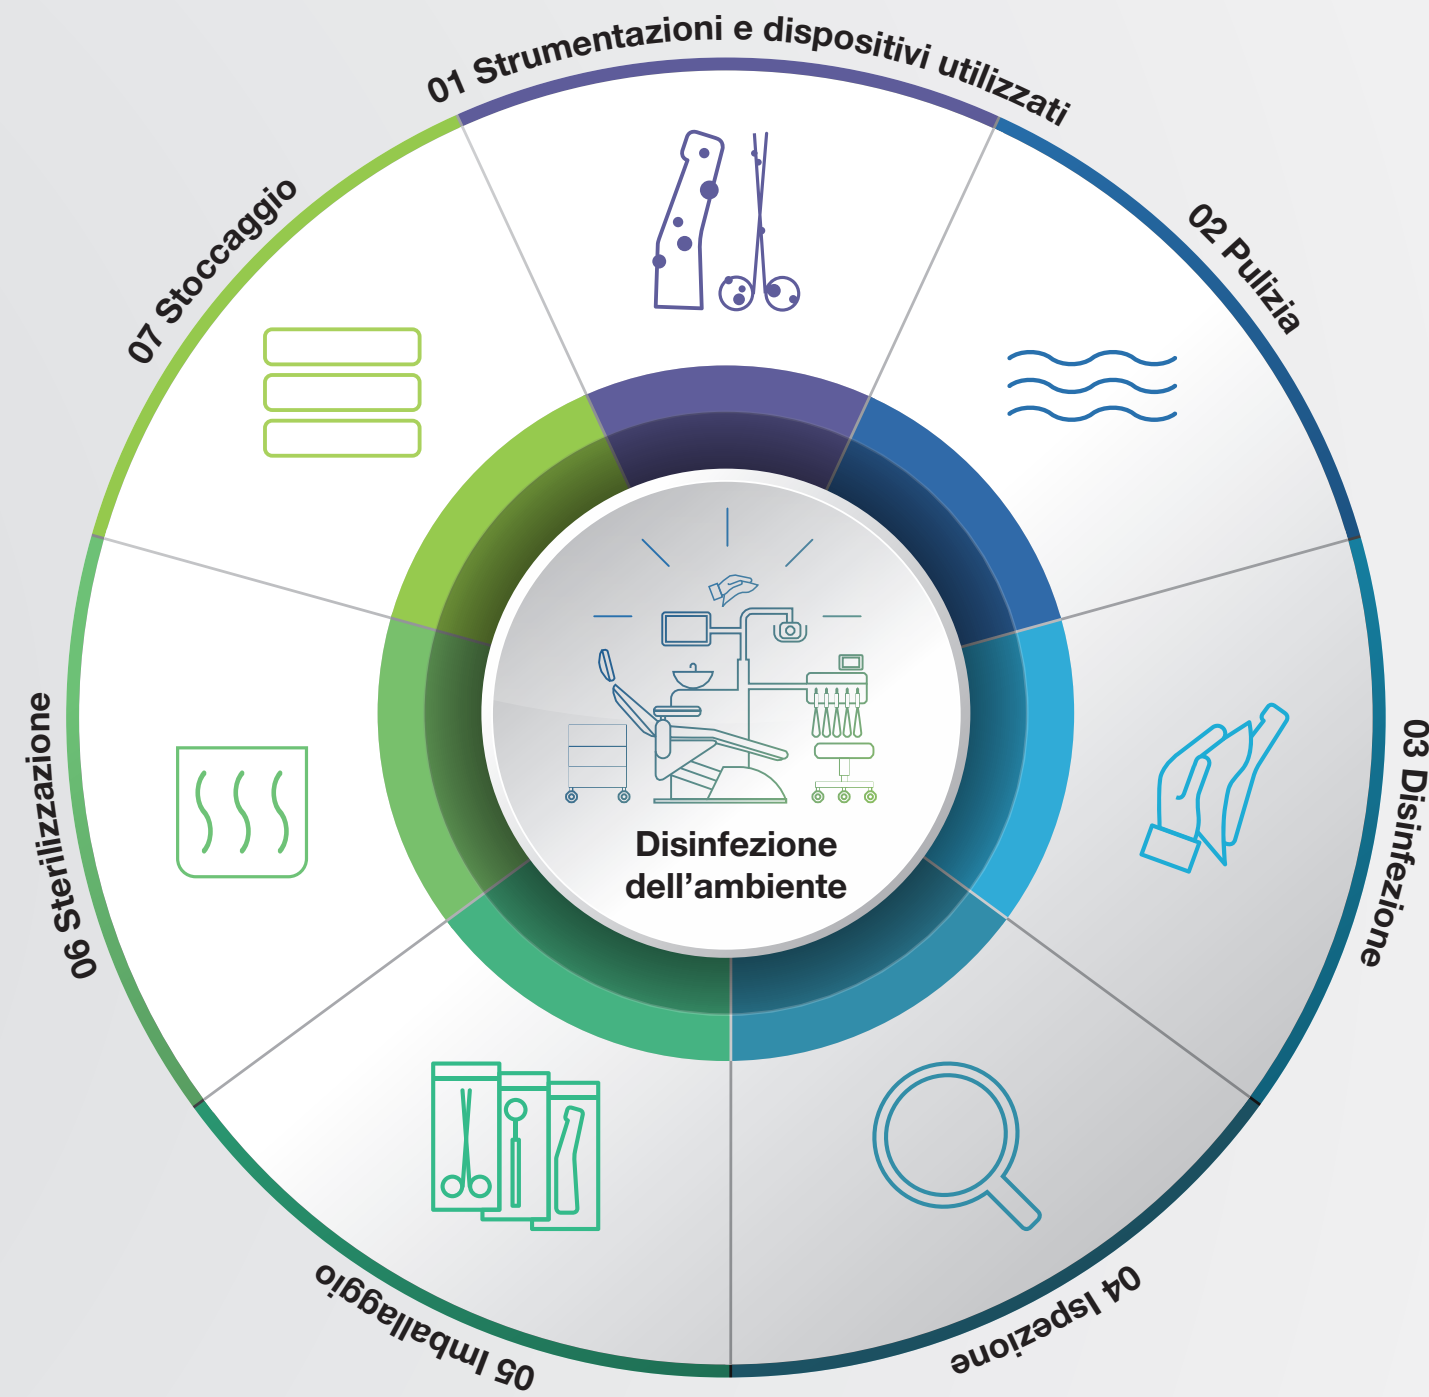 01 Strumentazioni e dispositivi utilizzati
02 Pulizia
03 Disinfezione
04 Ispezione
05 Imballaggio
06 Sterilizzazione
07 Stoccaggio
Disinfezione
dell’ambiente